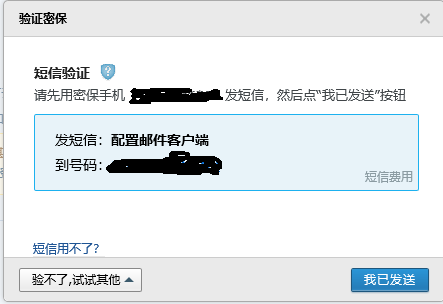 验证密保
短信验证
请先用密保手机 发短信，然后点“我已发送”按钮
发短信：配置邮件客户端
到号码：
短信费用
短信用不了?
验不了,试试其他
我已发送